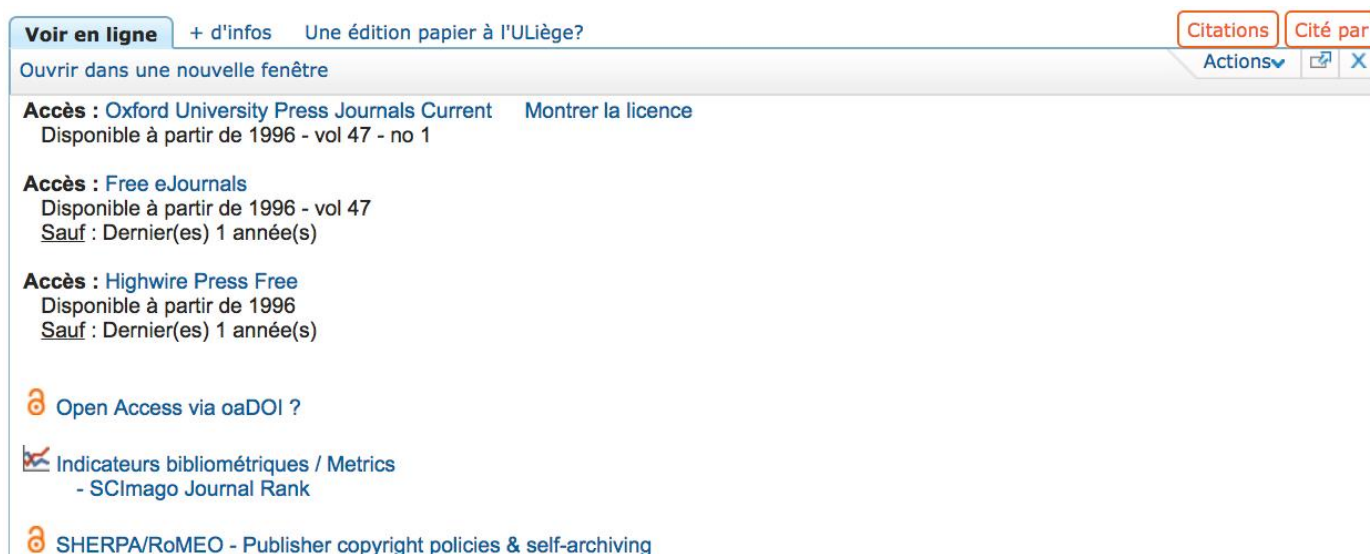 Voir en ligne + d'infos Une édition papier à l'ULiège? Citations Cité par
Ouvrir dans une nouvelle fenêtre Actions
Accès : Oxford University Press Journals Current Montrer la licence
Disponible à partir de 1996 - vol 47 - no 1
Accès : Free eJournals
Disponible à partir de 1996 - vol 47
Sauf : Dernier(es) 1 année(s)
Accès : Highwire Press Free
Disponible à partir de 1996
Sauf : Dernier(es) 1 année(s)
Open Access via oaDOI ?
Indicateurs bibliométriques / Metrics
- SCImago Journal Rank
SHERPA/RoMEO - Publisher copyright policies & self-archiving